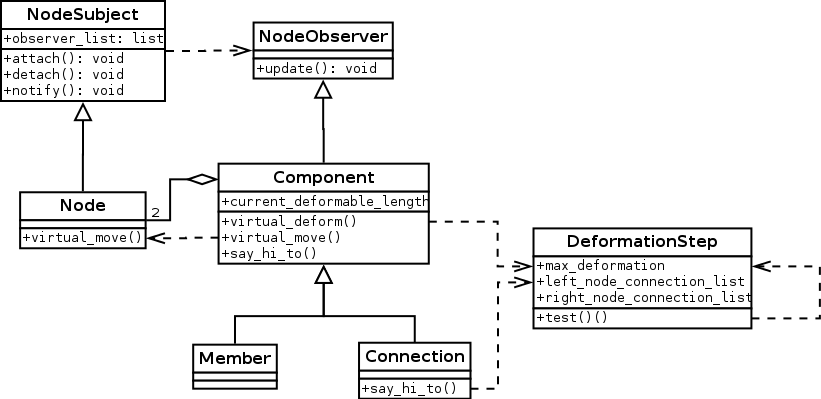 NodeSubject
+observer_list: list
+attach(): void
+detach(): void
+notify(): void
NodeObserver
+update(): void
Node
+virtual_move()
2
Component
+current_deformable_length
+virtual_deform()
+virtual_move()
+say_hi_to()
DeformationStep
+max_deformation
+left_node_connection_list
+right_node_connection_list
+test()()
Member
Connection
+say_hi_to()